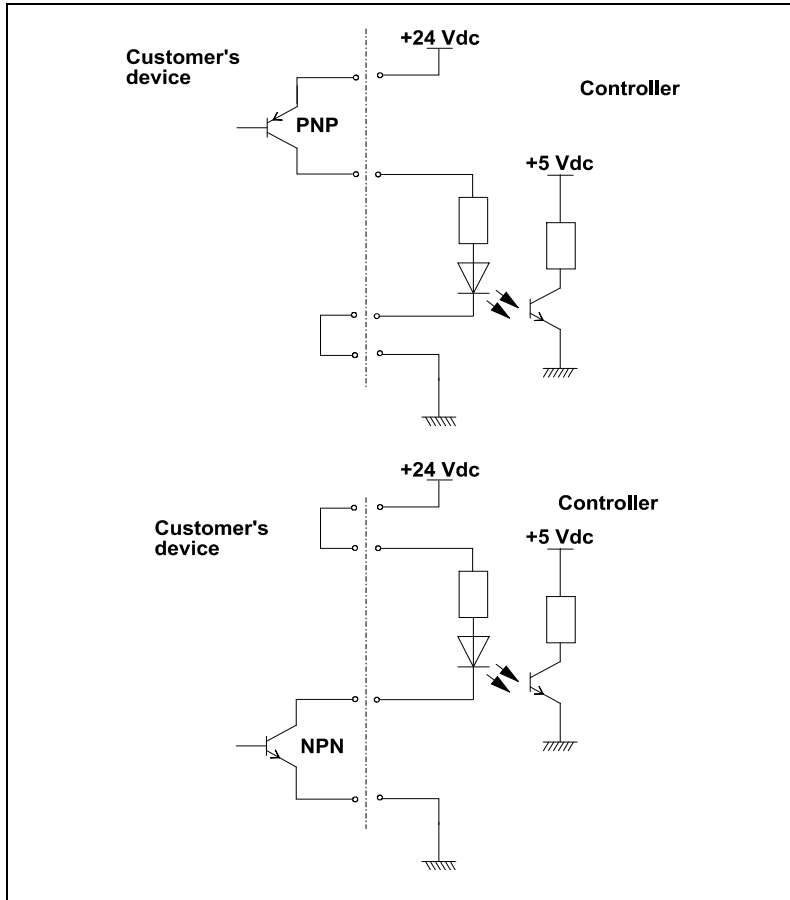 +24 Vdc
Customer's
device
Controller
PNP
+5 Vdc
+24 Vdc
Controller
Customer's
device
+5 Vdc
NPN